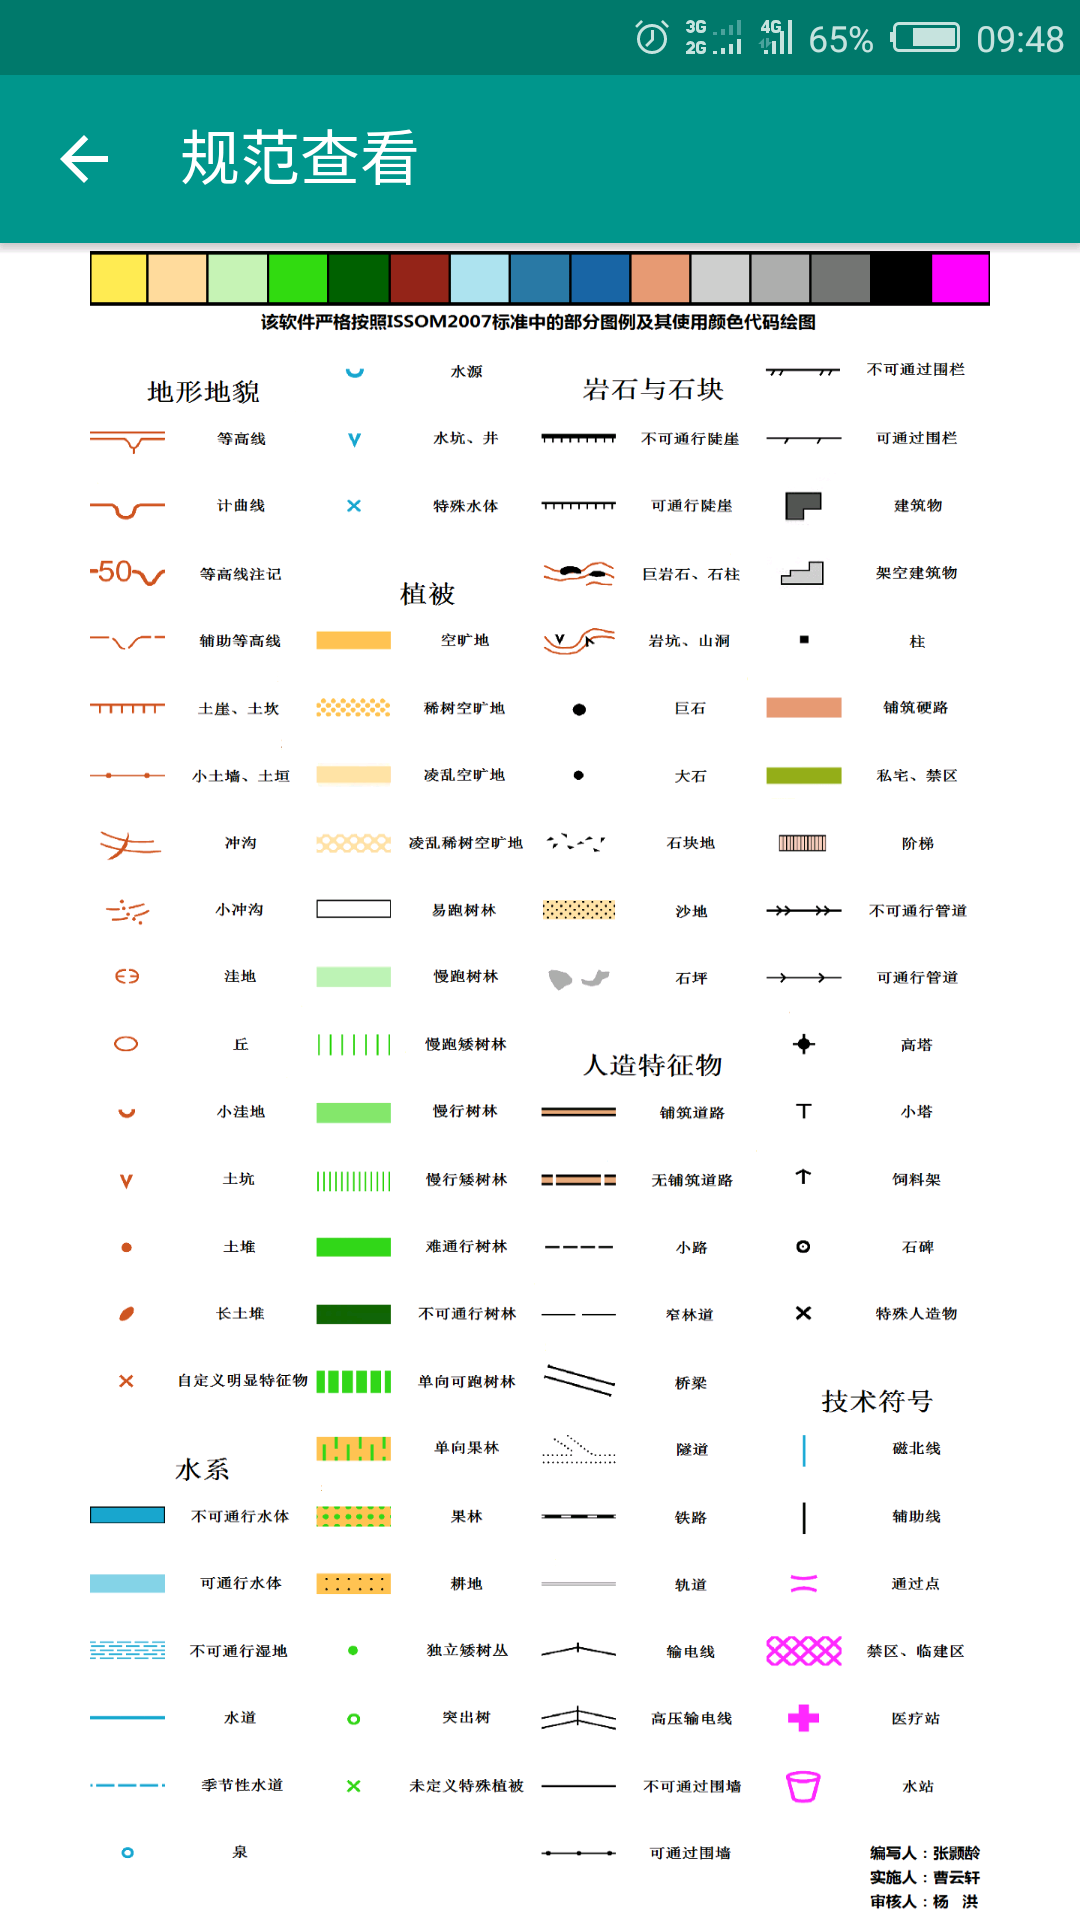 3G 2G 4G 65% 09:48
规范查看
该软件严格按照ISSOM2007标准中的部分图例及其使用颜色代码绘图
地形地貌
等高线
计曲线
-50
等高线注记
辅助等高线
土崖、土坎
小土墙、土垣
冲沟
小冲沟
洼地
丘
小洼地
土坑
土堆
长土堆
自定义明显特征物
水系
不可通行水体
可通行水体
不可通行湿地
水道
季节性水道
泉
水源
水坑、井
特殊水体
植被
空旷地
稀树空旷地
凌乱空旷地
凌乱稀树空旷地
易跑树林
慢跑树林
慢跑矮树林
慢行树林
慢行矮树林
难通行树林
不可通行树林
单向可跑树林
单向果林
果林
耕地
独立矮树丛
突出树
未定义特殊植被
岩石与石块
不可通行陡崖
可通行陡崖
巨岩石、石柱
岩坑、山洞
巨石
大石
石块地
沙地
石坪
人造特征物
铺筑道路
无铺筑道路
小路
窄林道
桥梁
隧道
铁路
轨道
输电线
高压输电线
不可通过围墙
可通过围墙
不可通过围栏
可通过围栏
建筑物
架空建筑物
柱
铺筑硬路
私宅、禁区
阶梯
不可通行管道
可通行管道
高塔
小塔
饲料架
石碑
特殊人造物
技术符号
磁北线
辅助线
通过点
禁区、临建区
医疗站
水站
编写人：张颢龄
实施人：曹云轩
审核人：杨 洪